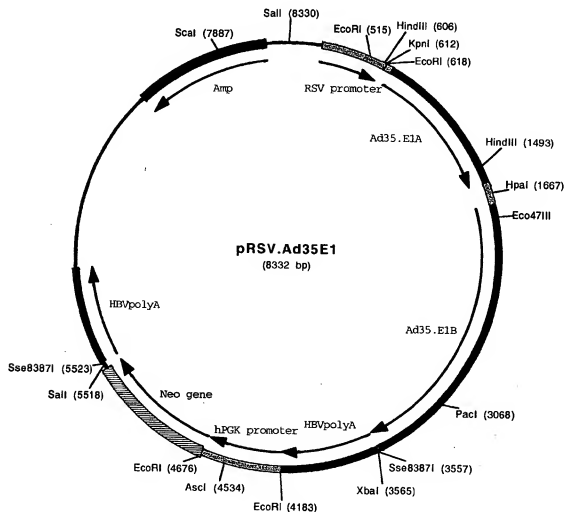 SalI (8330)
ScaI (7887)
EcoRI (515)
HindIII (606)
KpnI (612)
EcoRI (618)
Amp
RSV promoter
Ad35.E1A
HindIII (1493)
HpaI (1667)
Eco47III
pRSV.Ad35E1
(8332 bp)
HBVpolyA
Ad35.E1B
Sse8387I (5523)
SalI (5518)
Neo gene
PacI (3068)
hPGK promoter
HBVpolyA
Sse8387I (3557)
EcoRI (4676)
XbaI (3565)
AscI (4534)
EcoRI (4183)